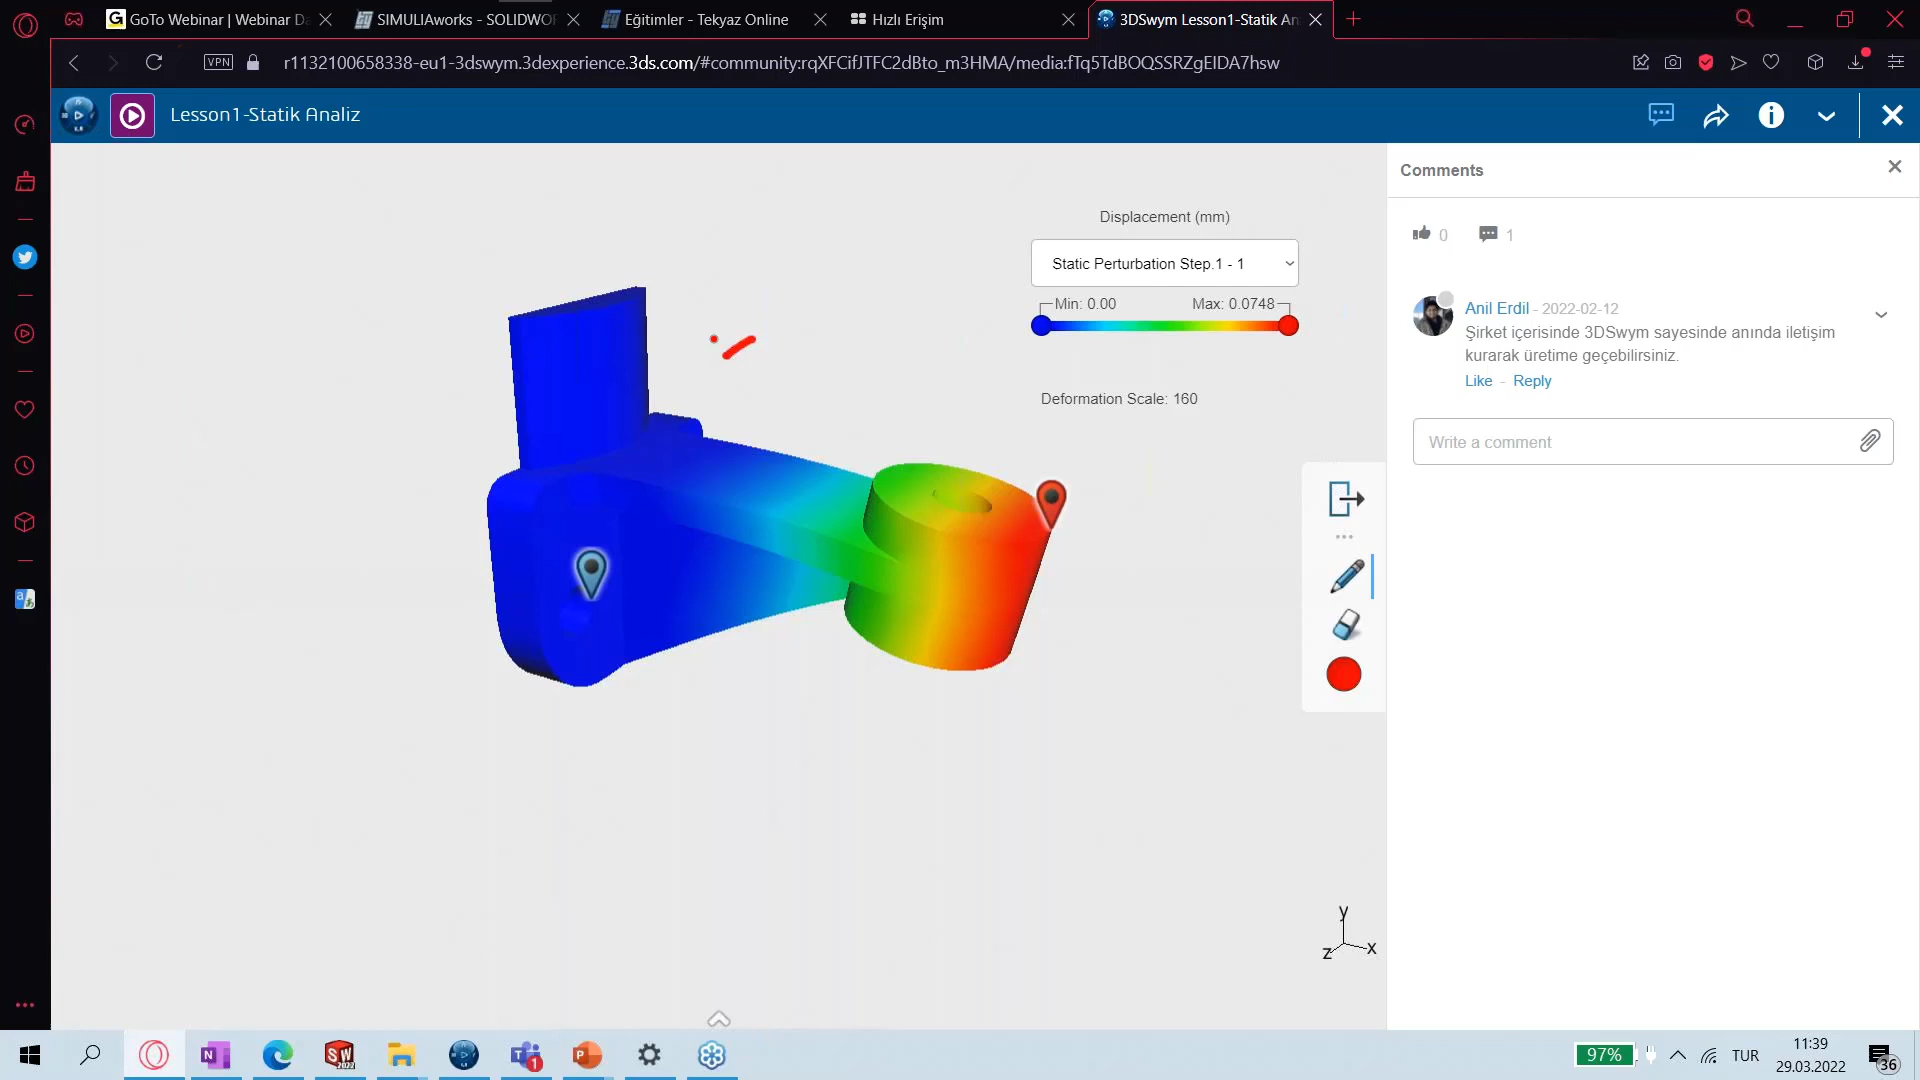 GoTo Webinar | Webinar Da
SIMULIAworks - SOLIDWOR
Eğitimler - Tekyaz Online
Hızlı Erişim
3DSwym Lesson1-Statik An
VPN
r1132100658338-eu1-3dswym.3dexperience.3ds.com/#community:rqXFCifJTFC2dBto_m3HMA/media:fTq5TdBOQSSRZgEIDA7hsw
Lesson1-Statik Analiz
Comments
Displacement (mm)
Static Perturbation Step.1 - 1
Min: 0.00
Max: 0.0748
Deformation Scale: 160
0
1
Anil Erdil - 2022-02-12
Şirket içerisinde 3DSwym sayesinde anında iletişim
kurarak üretime geçebilirsiniz.
Like - Reply
Write a comment
y
z
x
97%
TUR
11:39
29.03.2022
36